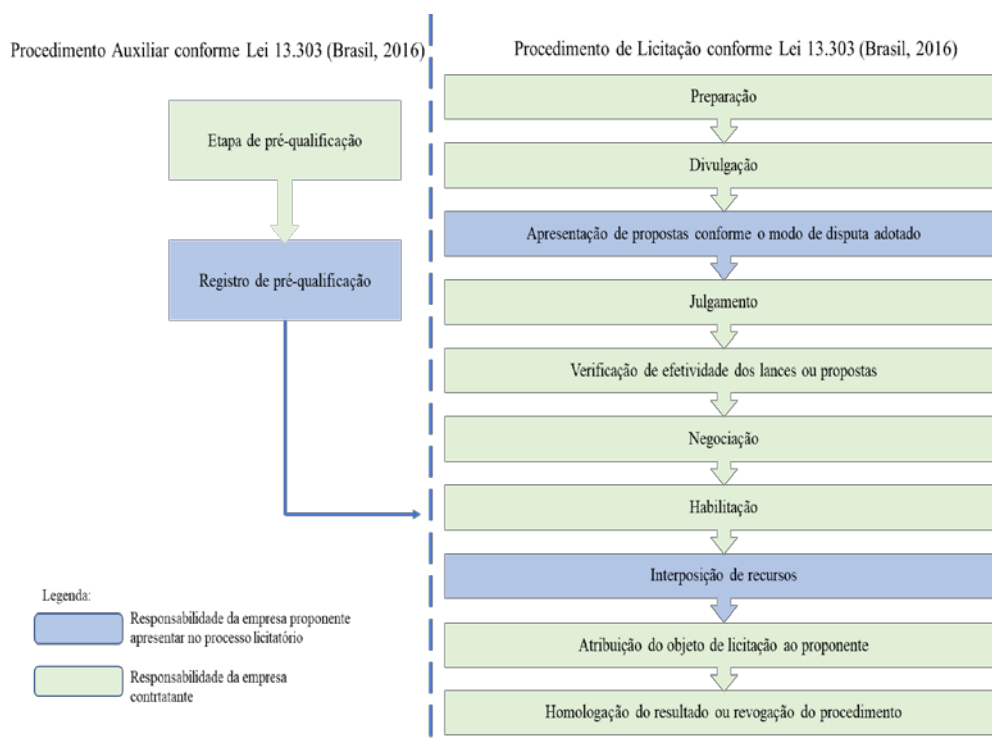 Procedimento Auxiliar conforme Lei 13.303 (Brasil, 2016)
Etapa de pré-qualificação
Registro de pré-qualificação
Legenda:
Responsabilidade da empresa proponente
apresentar no processo licitatório
Responsabilidade da empresa
contrtatante
Procedimento de Licitação conforme Lei 13.303 (Brasil, 2016)
Preparação
Divulgação
Apresentação de propostas conforme o modo de disputa adotado
Julgamento
Verificação de efetividade dos lances ou propostas
Negociação
Habilitação
Interposição de recursos
Atribuição do objeto de licitação ao proponente
Homologação do resultado ou revogação do procedimento